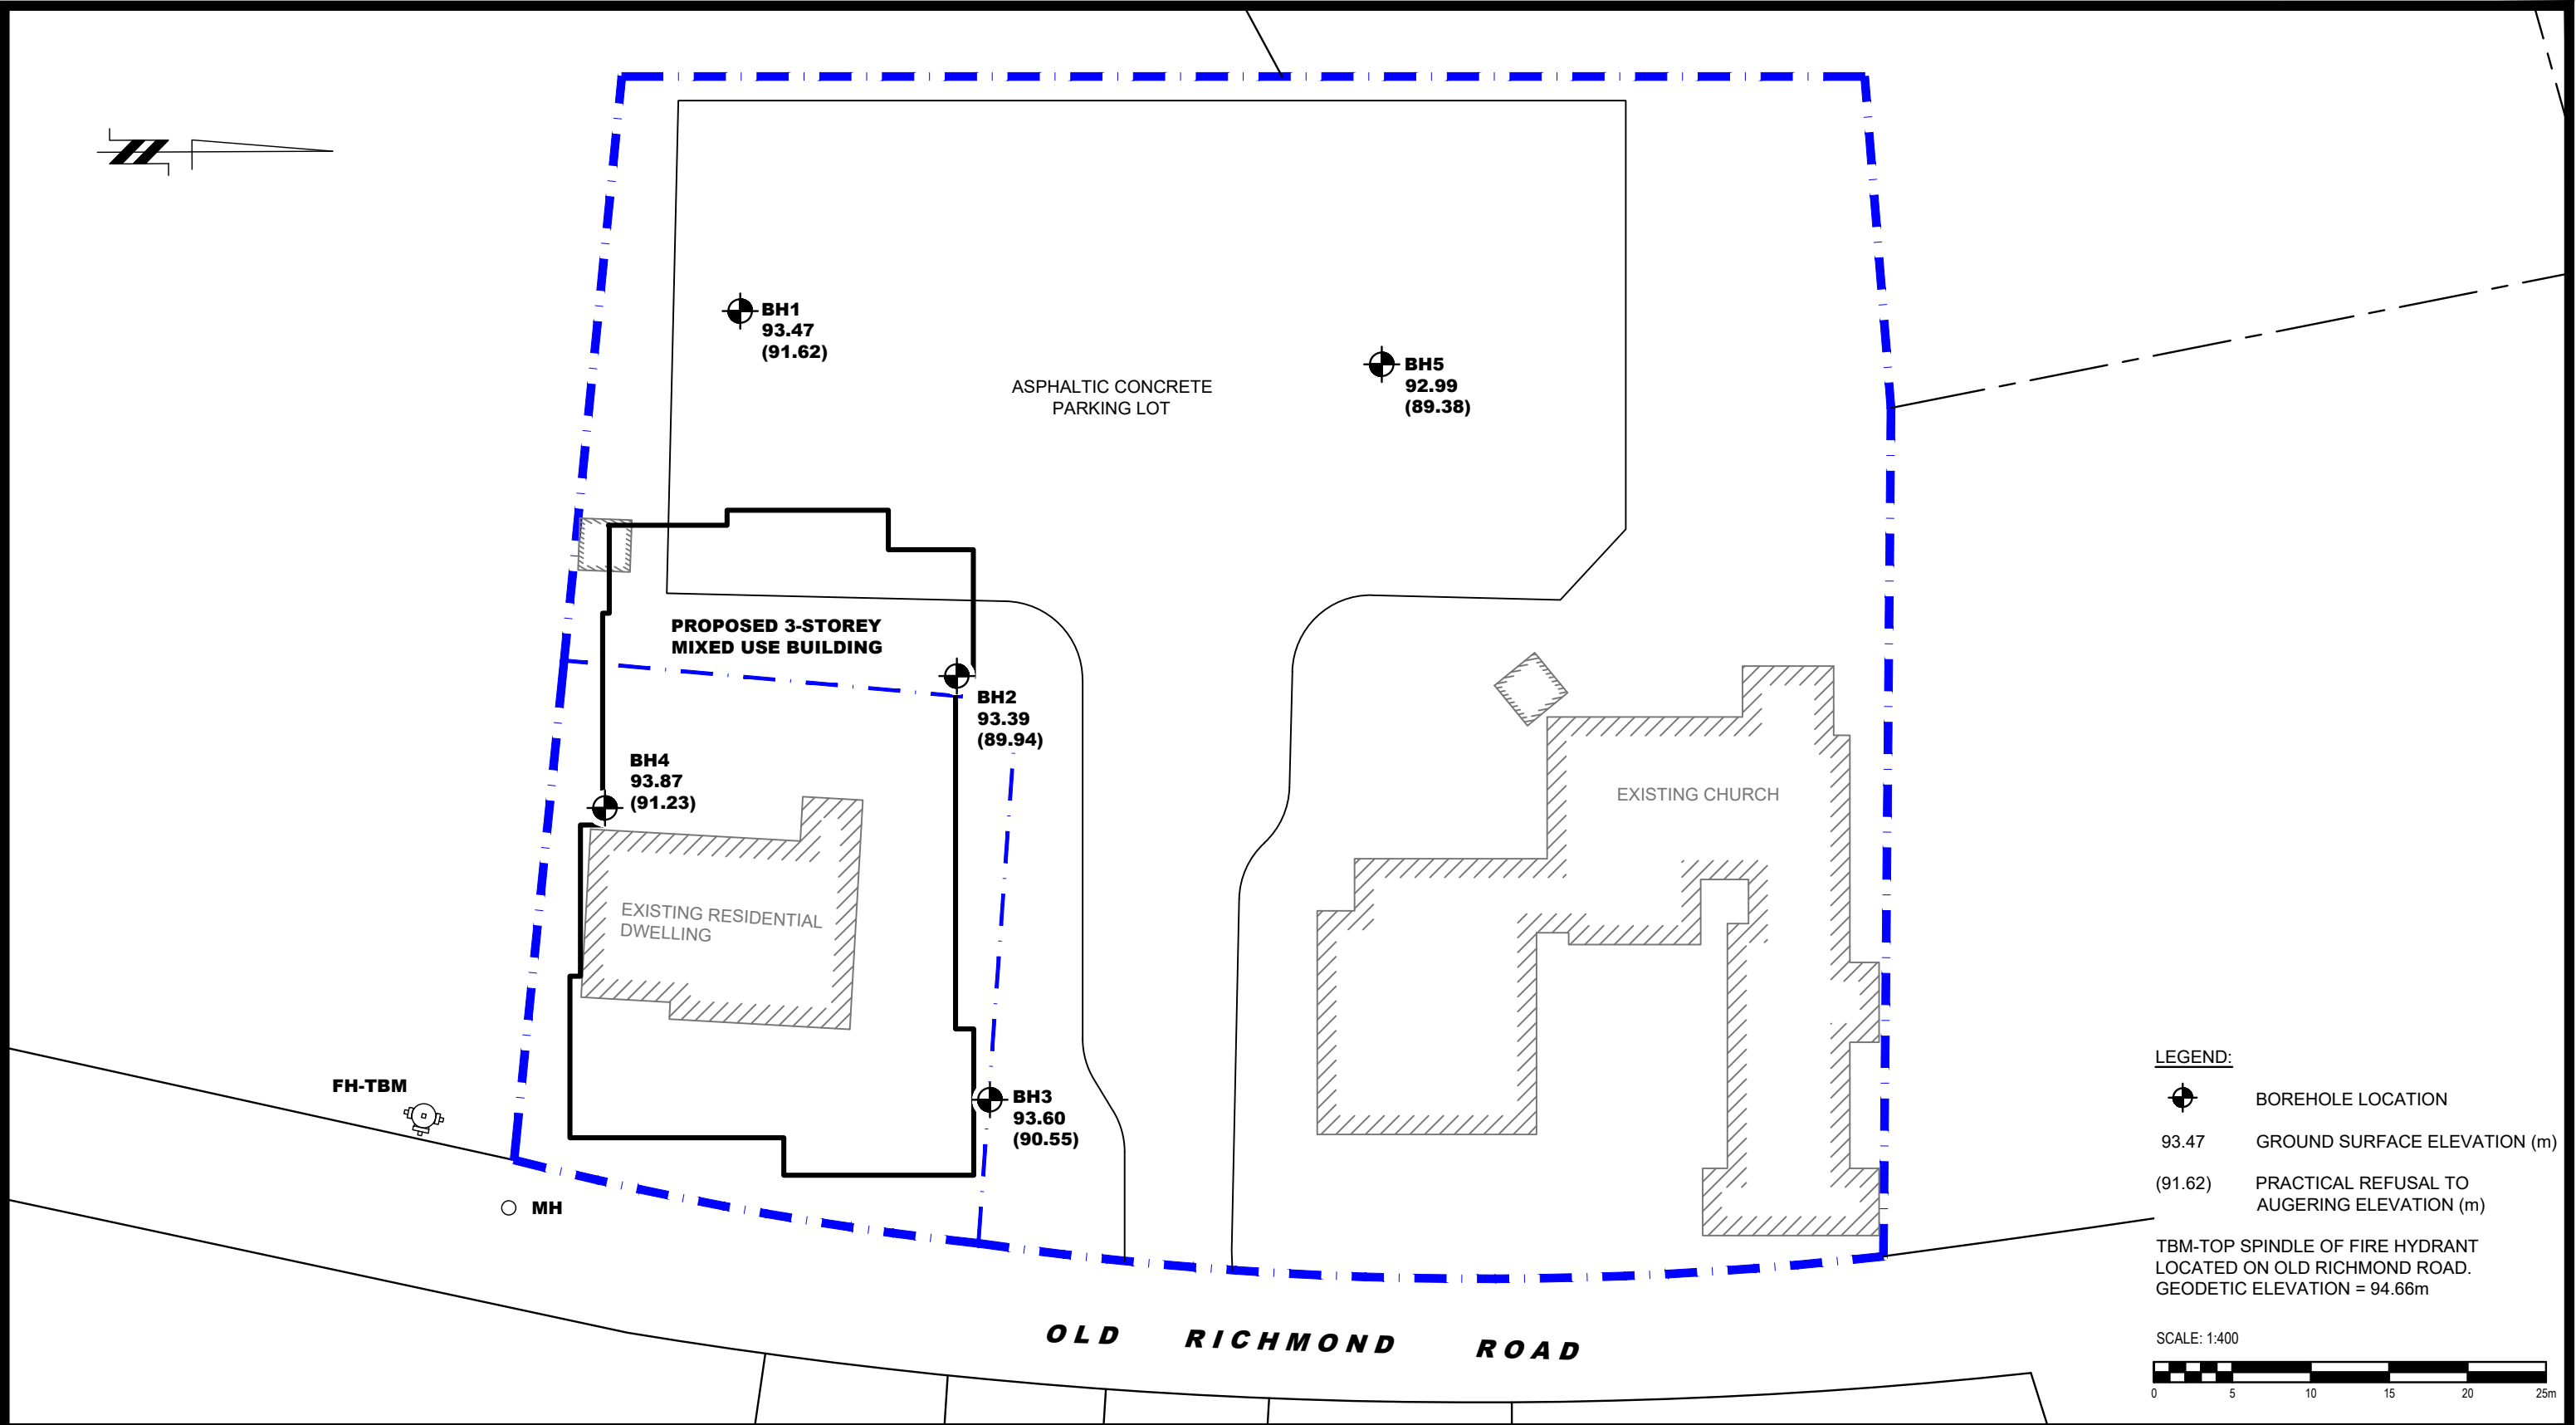 BH1
93.47
(91.62)
BH5
92.99
(89.38)
ASPHALTIC CONCRETE
PARKING LOT
PROPOSED 3-STOREY
MIXED USE BUILDING
BH2
93.39
(89.94)
BH4
93.87
(91.23)
EXISTING CHURCH
EXISTING RESIDENTIAL
DWELLING
FH-TBM
BH3
93.60
(90.55)
MH
OLD RICHMOND ROAD
LEGEND:
BOREHOLE LOCATION
93.47 GROUND SURFACE ELEVATION (m)
(91.62) PRACTICAL REFUSAL TO
AUGERING ELEVATION (m)
TBM-TOP SPINDLE OF FIRE HYDRANT
LOCATED ON OLD RICHMOND ROAD.
GEODETIC ELEVATION = 94.66m
SCALE: 1:400
0 5 10 15 20 25m